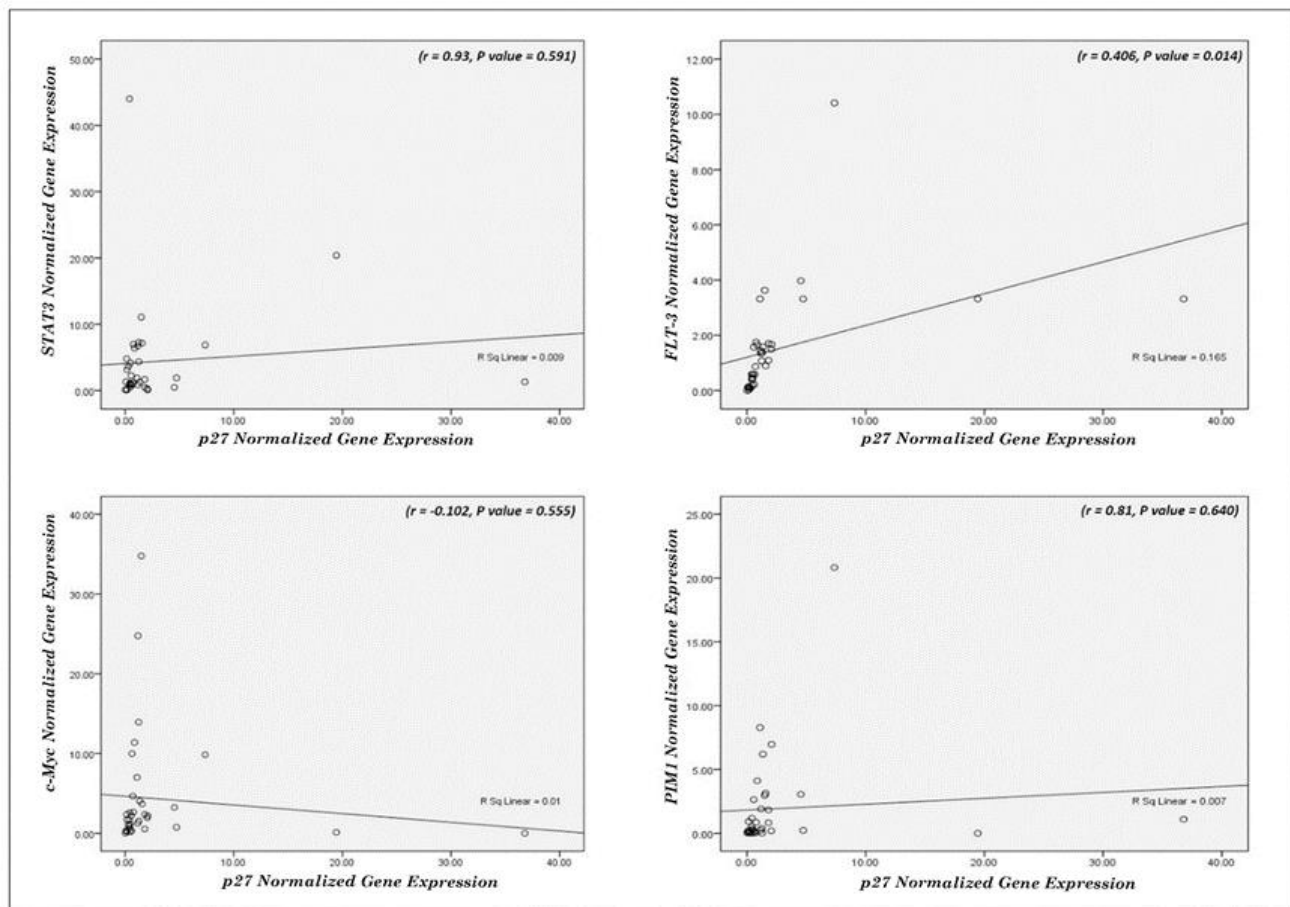 (r = 0.93, P value = 0.591)
STAT3 Normalized Gene Expression
50.00
40.00
30.00
20.00
10.00
0.00
R Sq Linear = 0.009
0.00 10.00 20.00 30.00 40.00
p27 Normalized Gene Expression
(r = 0.406, P value = 0.014)
FLT-3 Normalized Gene Expression
12.00
10.00
8.00
6.00
4.00
2.00
0.00
R Sq Linear = 0.165
0.00 10.00 20.00 30.00 40.00
p27 Normalized Gene Expression
(r = -0.102, P value = 0.555)
c-Myc Normalized Gene Expression
40.00
30.00
20.00
10.00
0.00
R Sq Linear = 0.01
0.00 10.00 20.00 30.00 40.00
p27 Normalized Gene Expression
(r = 0.81, P value = 0.640)
PIM1 Normalized Gene Expression
25.00
20.00
15.00
10.00
5.00
0.00
R Sq Linear = 0.007
0.00 10.00 20.00 30.00 40.00
p27 Normalized Gene Expression